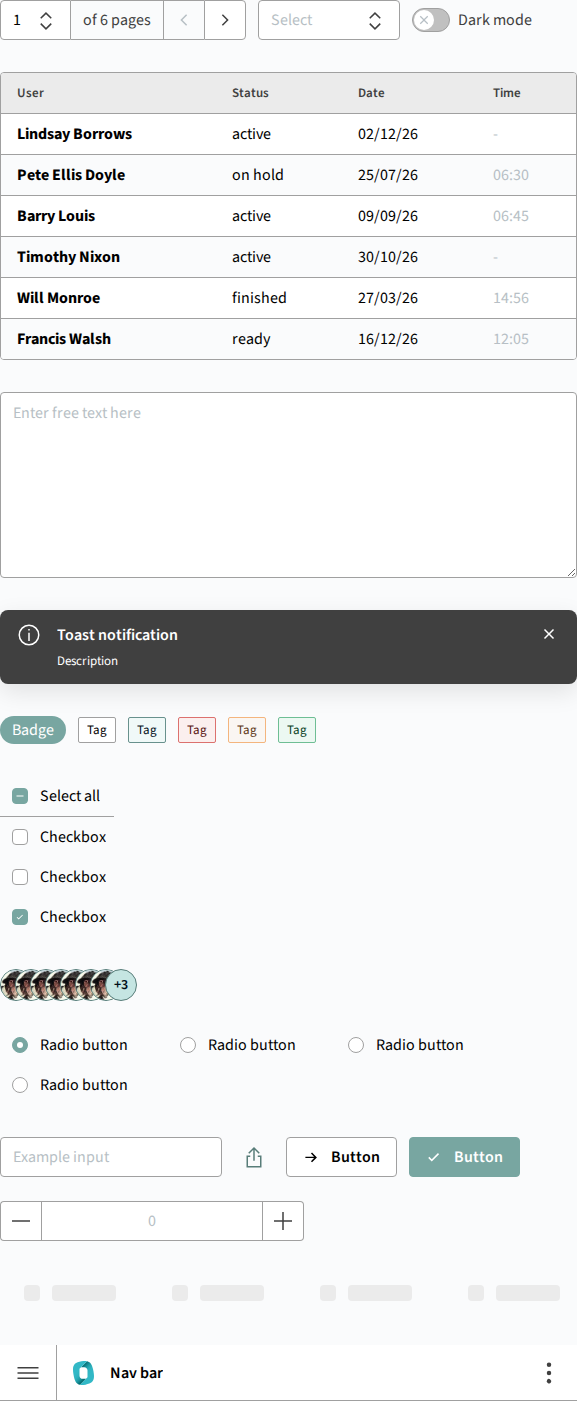 1 of 6 pages Select Dark mode
User Status Date Time
Lindsay Borrows active 02/12/26 -
Pete Ellis Doyle on hold 25/07/26 06:30
Barry Louis active 09/09/26 06:45
Timothy Nixon active 30/10/26 -
Will Monroe finished 27/03/26 14:56
Francis Walsh ready 16/12/26 12:05
Enter free text here
Toast notification
Description
Badge Tag Tag Tag Tag Tag
Select all
Checkbox
Checkbox
Checkbox
+3
Radio button Radio button Radio button
Radio button
Example input Button Button
0
Nav bar